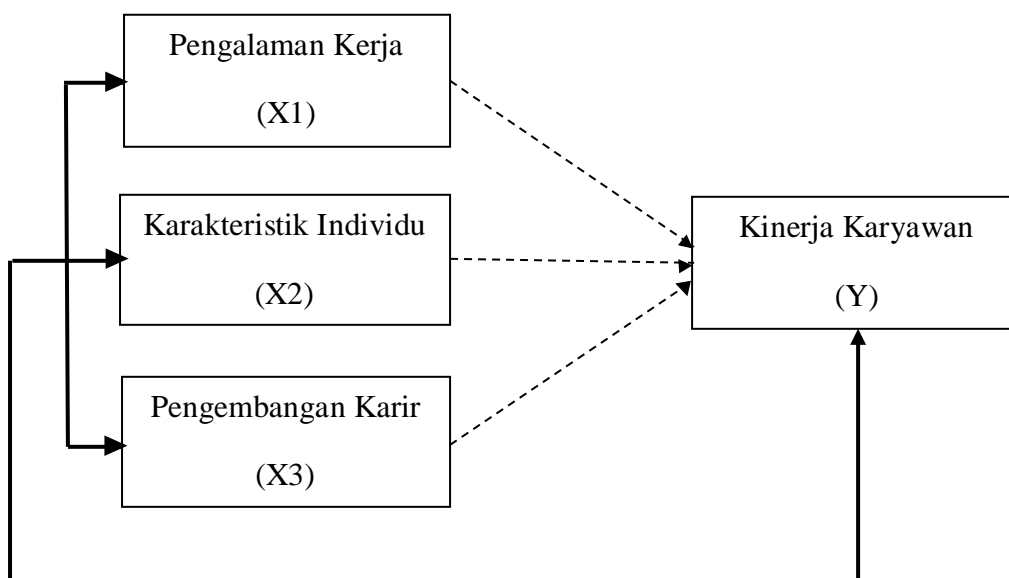 Pengalaman Kerja
(X1)
Karakteristik Individu
(X2)
Pengembangan Karir
(X3)
Kinerja Karyawan
(Y)